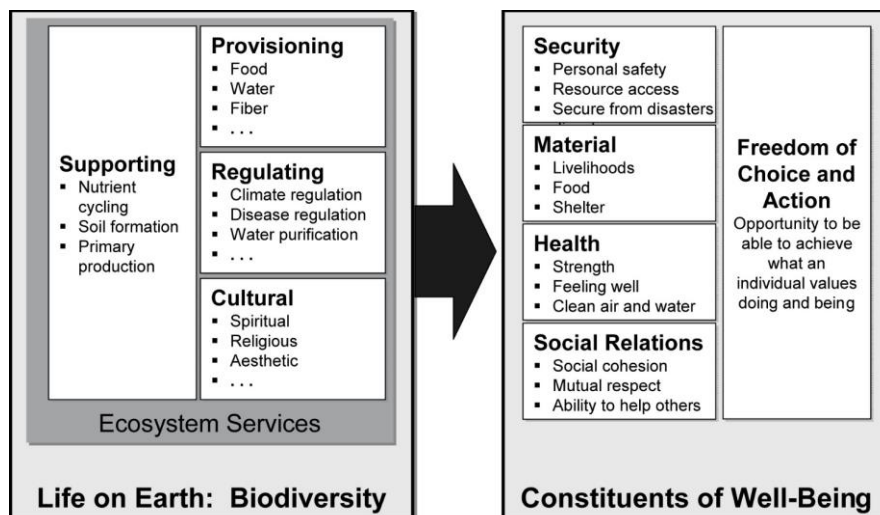 Supporting
▪ Nutrient
cycling
▪ Soil formation
▪ Primary
production
Provisioning
▪ Food
▪ Water
▪ Fiber
▪ . . .
Regulating
▪ Climate regulation
▪ Disease regulation
▪ Water purification
▪ . . .
Cultural
▪ Spiritual
▪ Religious
▪ Aesthetic
▪ . . .
Ecosystem Services
Life on Earth: Biodiversity
Security
▪ Personal safety
▪ Resource access
▪ Secure from disasters
Material
▪ Livelihoods
▪ Food
▪ Shelter
Health
▪ Strength
▪ Feeling well
▪ Clean air and water
Social Relations
▪ Social cohesion
▪ Mutual respect
▪ Ability to help others
Freedom of
Choice and
Action
Opportunity to be
able to achieve
what an
individual values
doing and being
Constituents of Well-Being